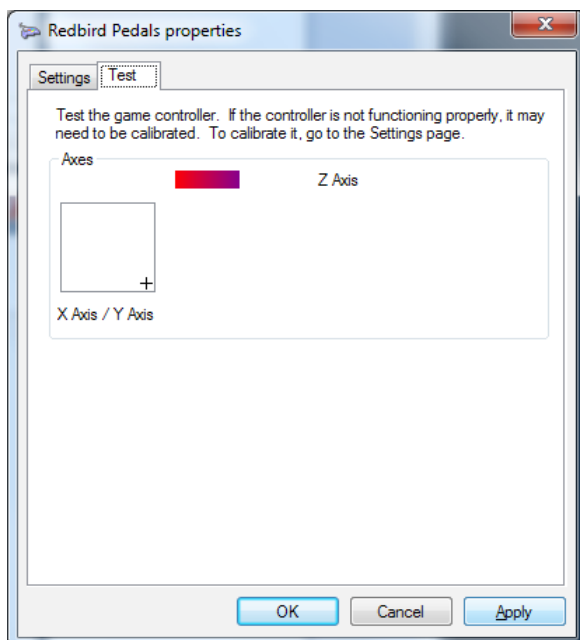 Redbird Pedals properties
Settings
Test
Test the game controller. If the controller is not functioning properly, it may
need to be calibrated. To calibrate it, go to the Settings page.
Axes
Z Axis
X Axis / Y Axis
OK
Cancel
Apply